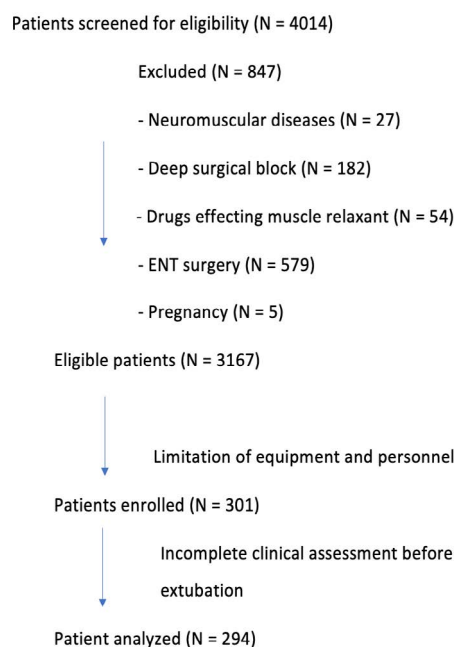 Patients screened for eligibility (N = 4014)
Excluded (N = 847)
- Neuromuscular diseases (N = 27)
- Deep surgical block (N = 182)
- Drugs effecting muscle relaxant (N = 54)
- ENT surgery (N = 579)
- Pregnancy (N = 5)
Eligible patients (N = 3167)
Limitation of equipment and personnel
Patients enrolled (N = 301)
Incomplete clinical assessment before
extubation
Patient analyzed (N = 294)